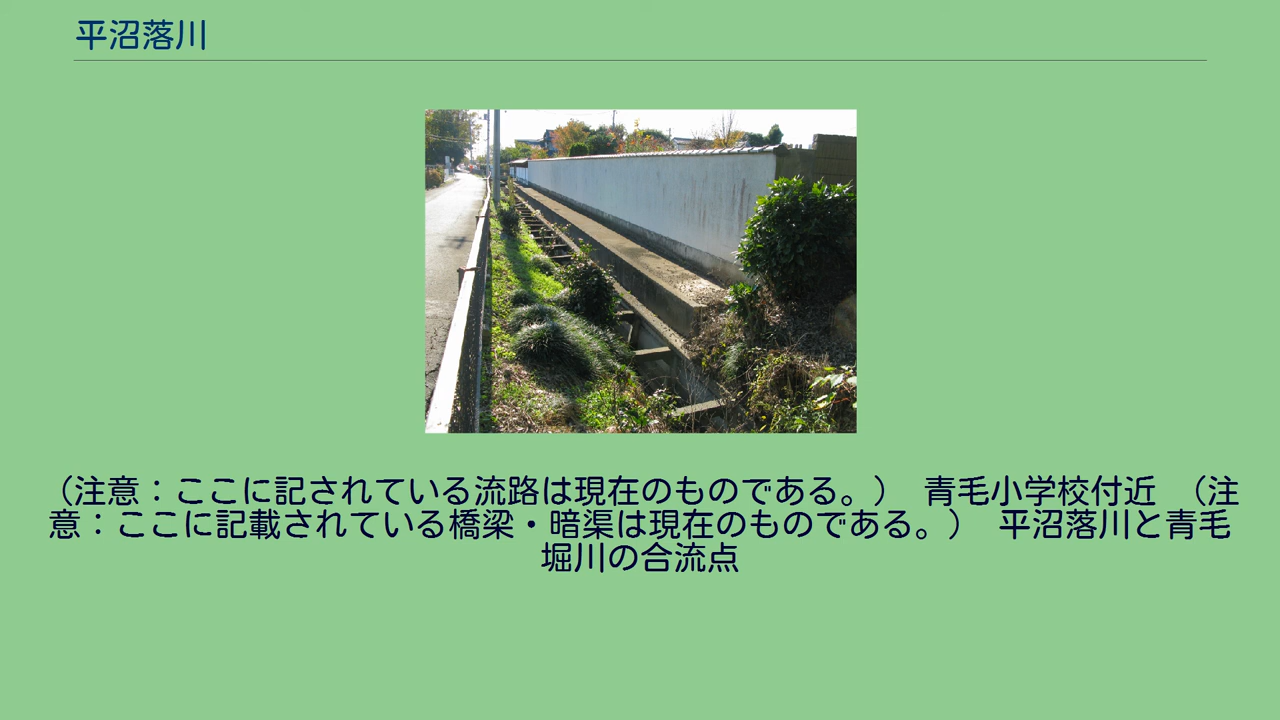 平沼落川
（注意：ここに記されている流路は現在のものである。） 青毛小学校付近 （注
意：ここに記載されている橋梁・暗渠は現在のものである。） 平沼落川と青毛
堀川の合流点